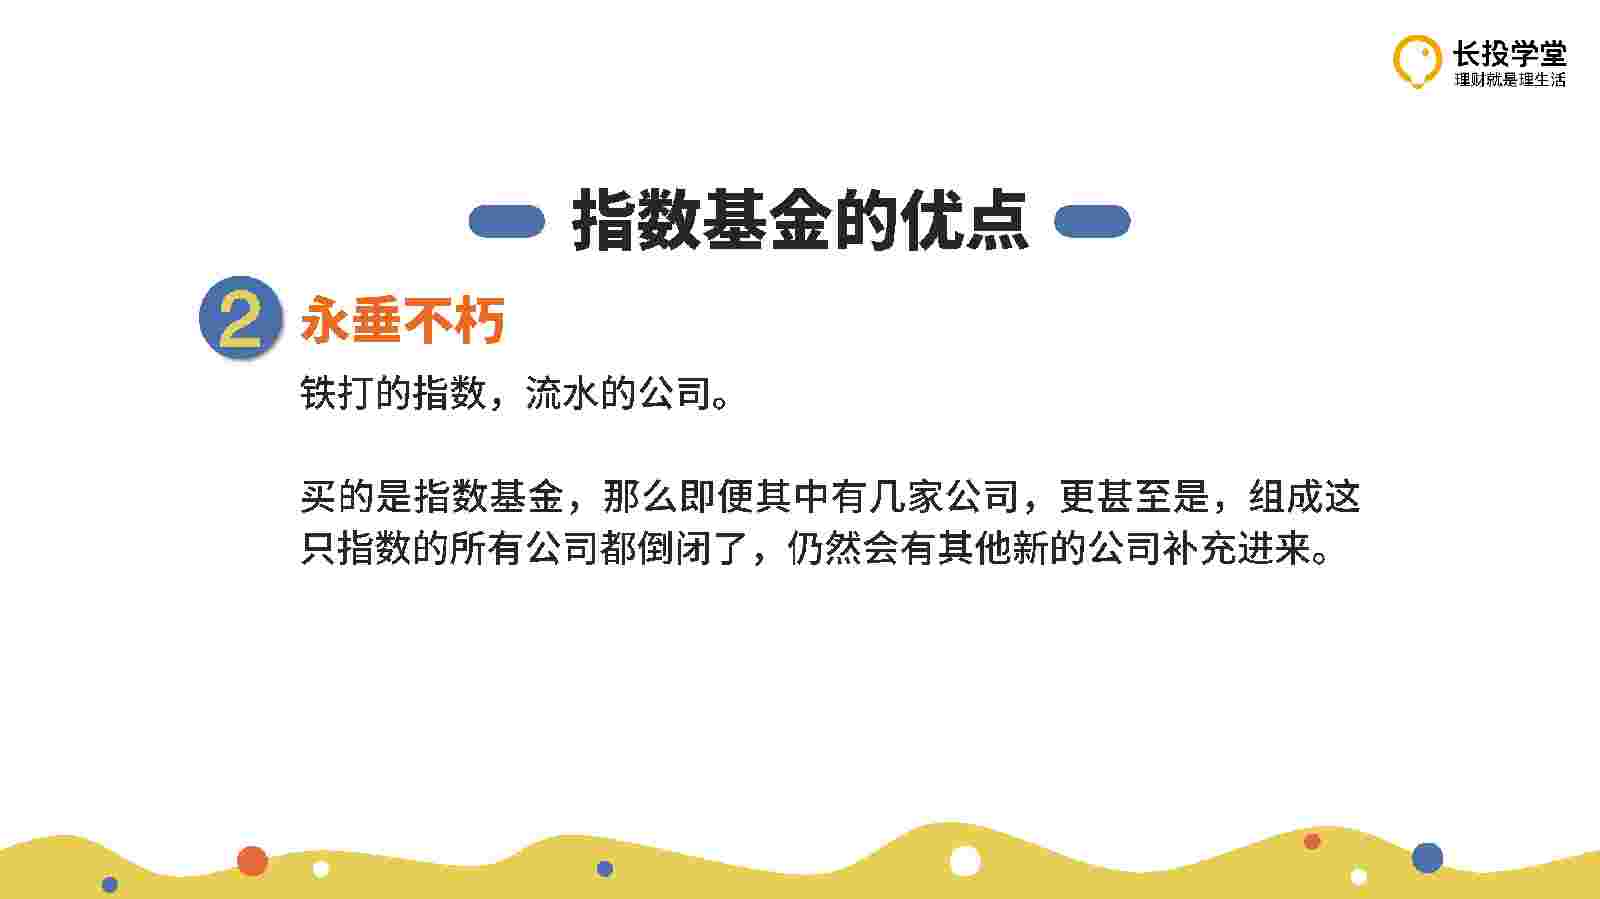 长投学堂
理财就是理生活
指数基金的优点
2 永垂不朽
铁打的指数，流水的公司。
买的是指数基金，那么即便其中有几家公司，更甚至是，组成这
只指数的所有公司都倒闭了，仍然会有其他新的公司补充进来。